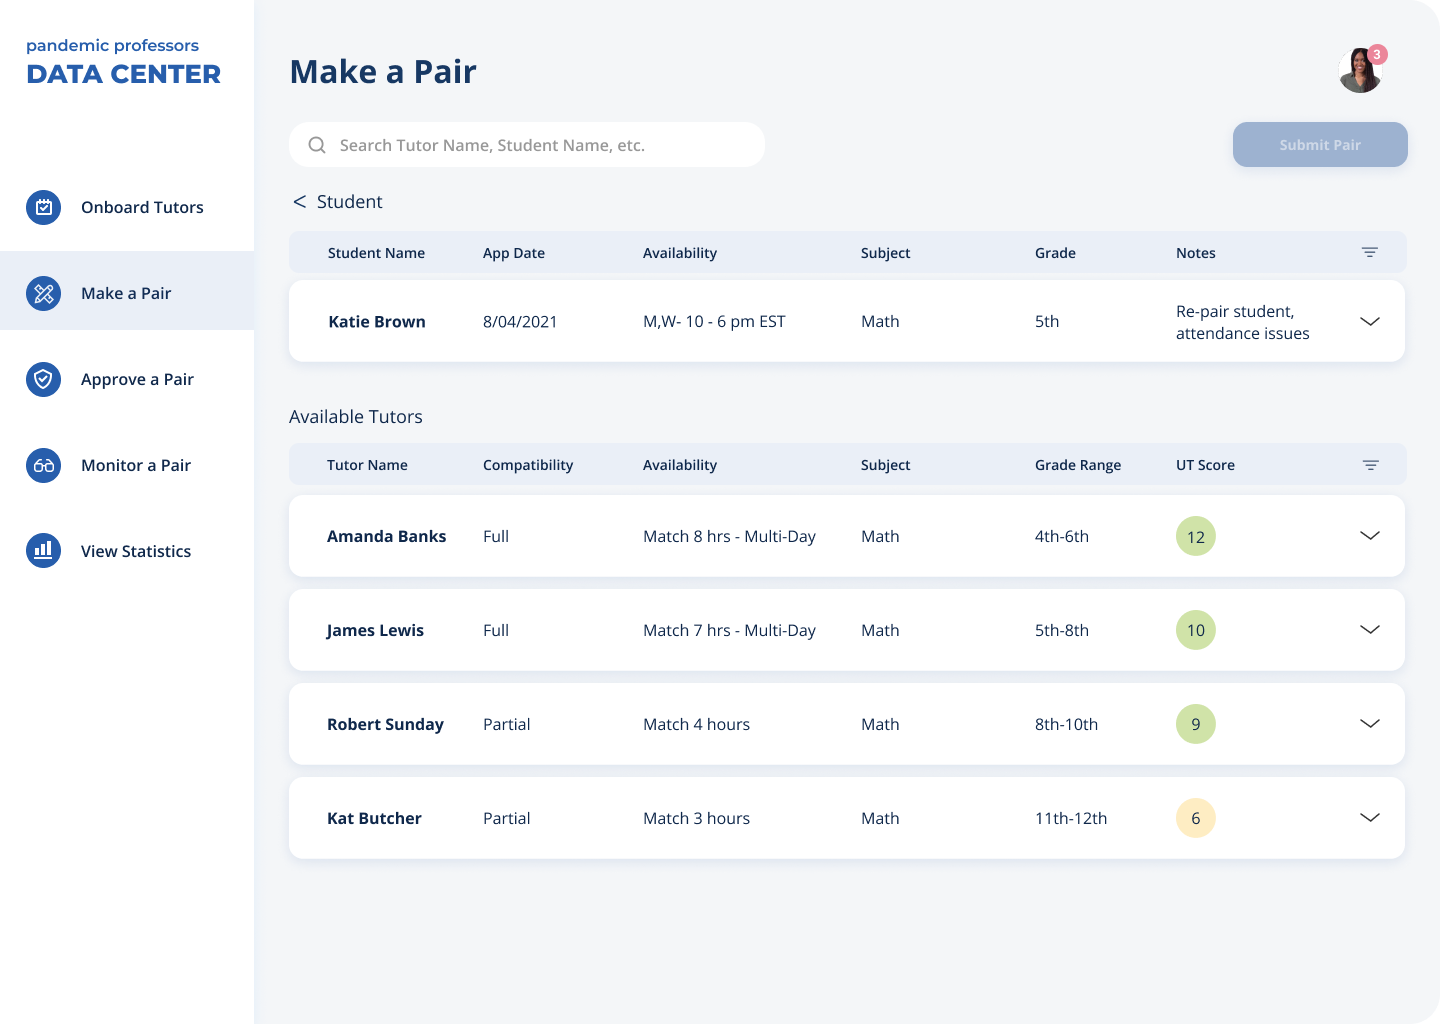 pandemic professors
DATA CENTER
Onboard Tutors
Make a Pair
Approve a Pair
Monitor a Pair
View Statistics
Make a Pair
3
Search Tutor Name, Student Name, etc.
Submit Pair
< Student
Student Name App Date Availability Subject Grade Notes
Katie Brown 8/04/2021 M,W- 10 - 6 pm EST Math 5th Re-pair student,
attendance issues
Available Tutors
Tutor Name Compatibility Availability Subject Grade Range UT Score
Amanda Banks Full Match 8 hrs - Multi-Day Math 4th-6th 12
James Lewis Full Match 7 hrs - Multi-Day Math 5th-8th 10
Robert Sunday Partial Match 4 hours Math 8th-10th 9
Kat Butcher Partial Match 3 hours Math 11th-12th 6